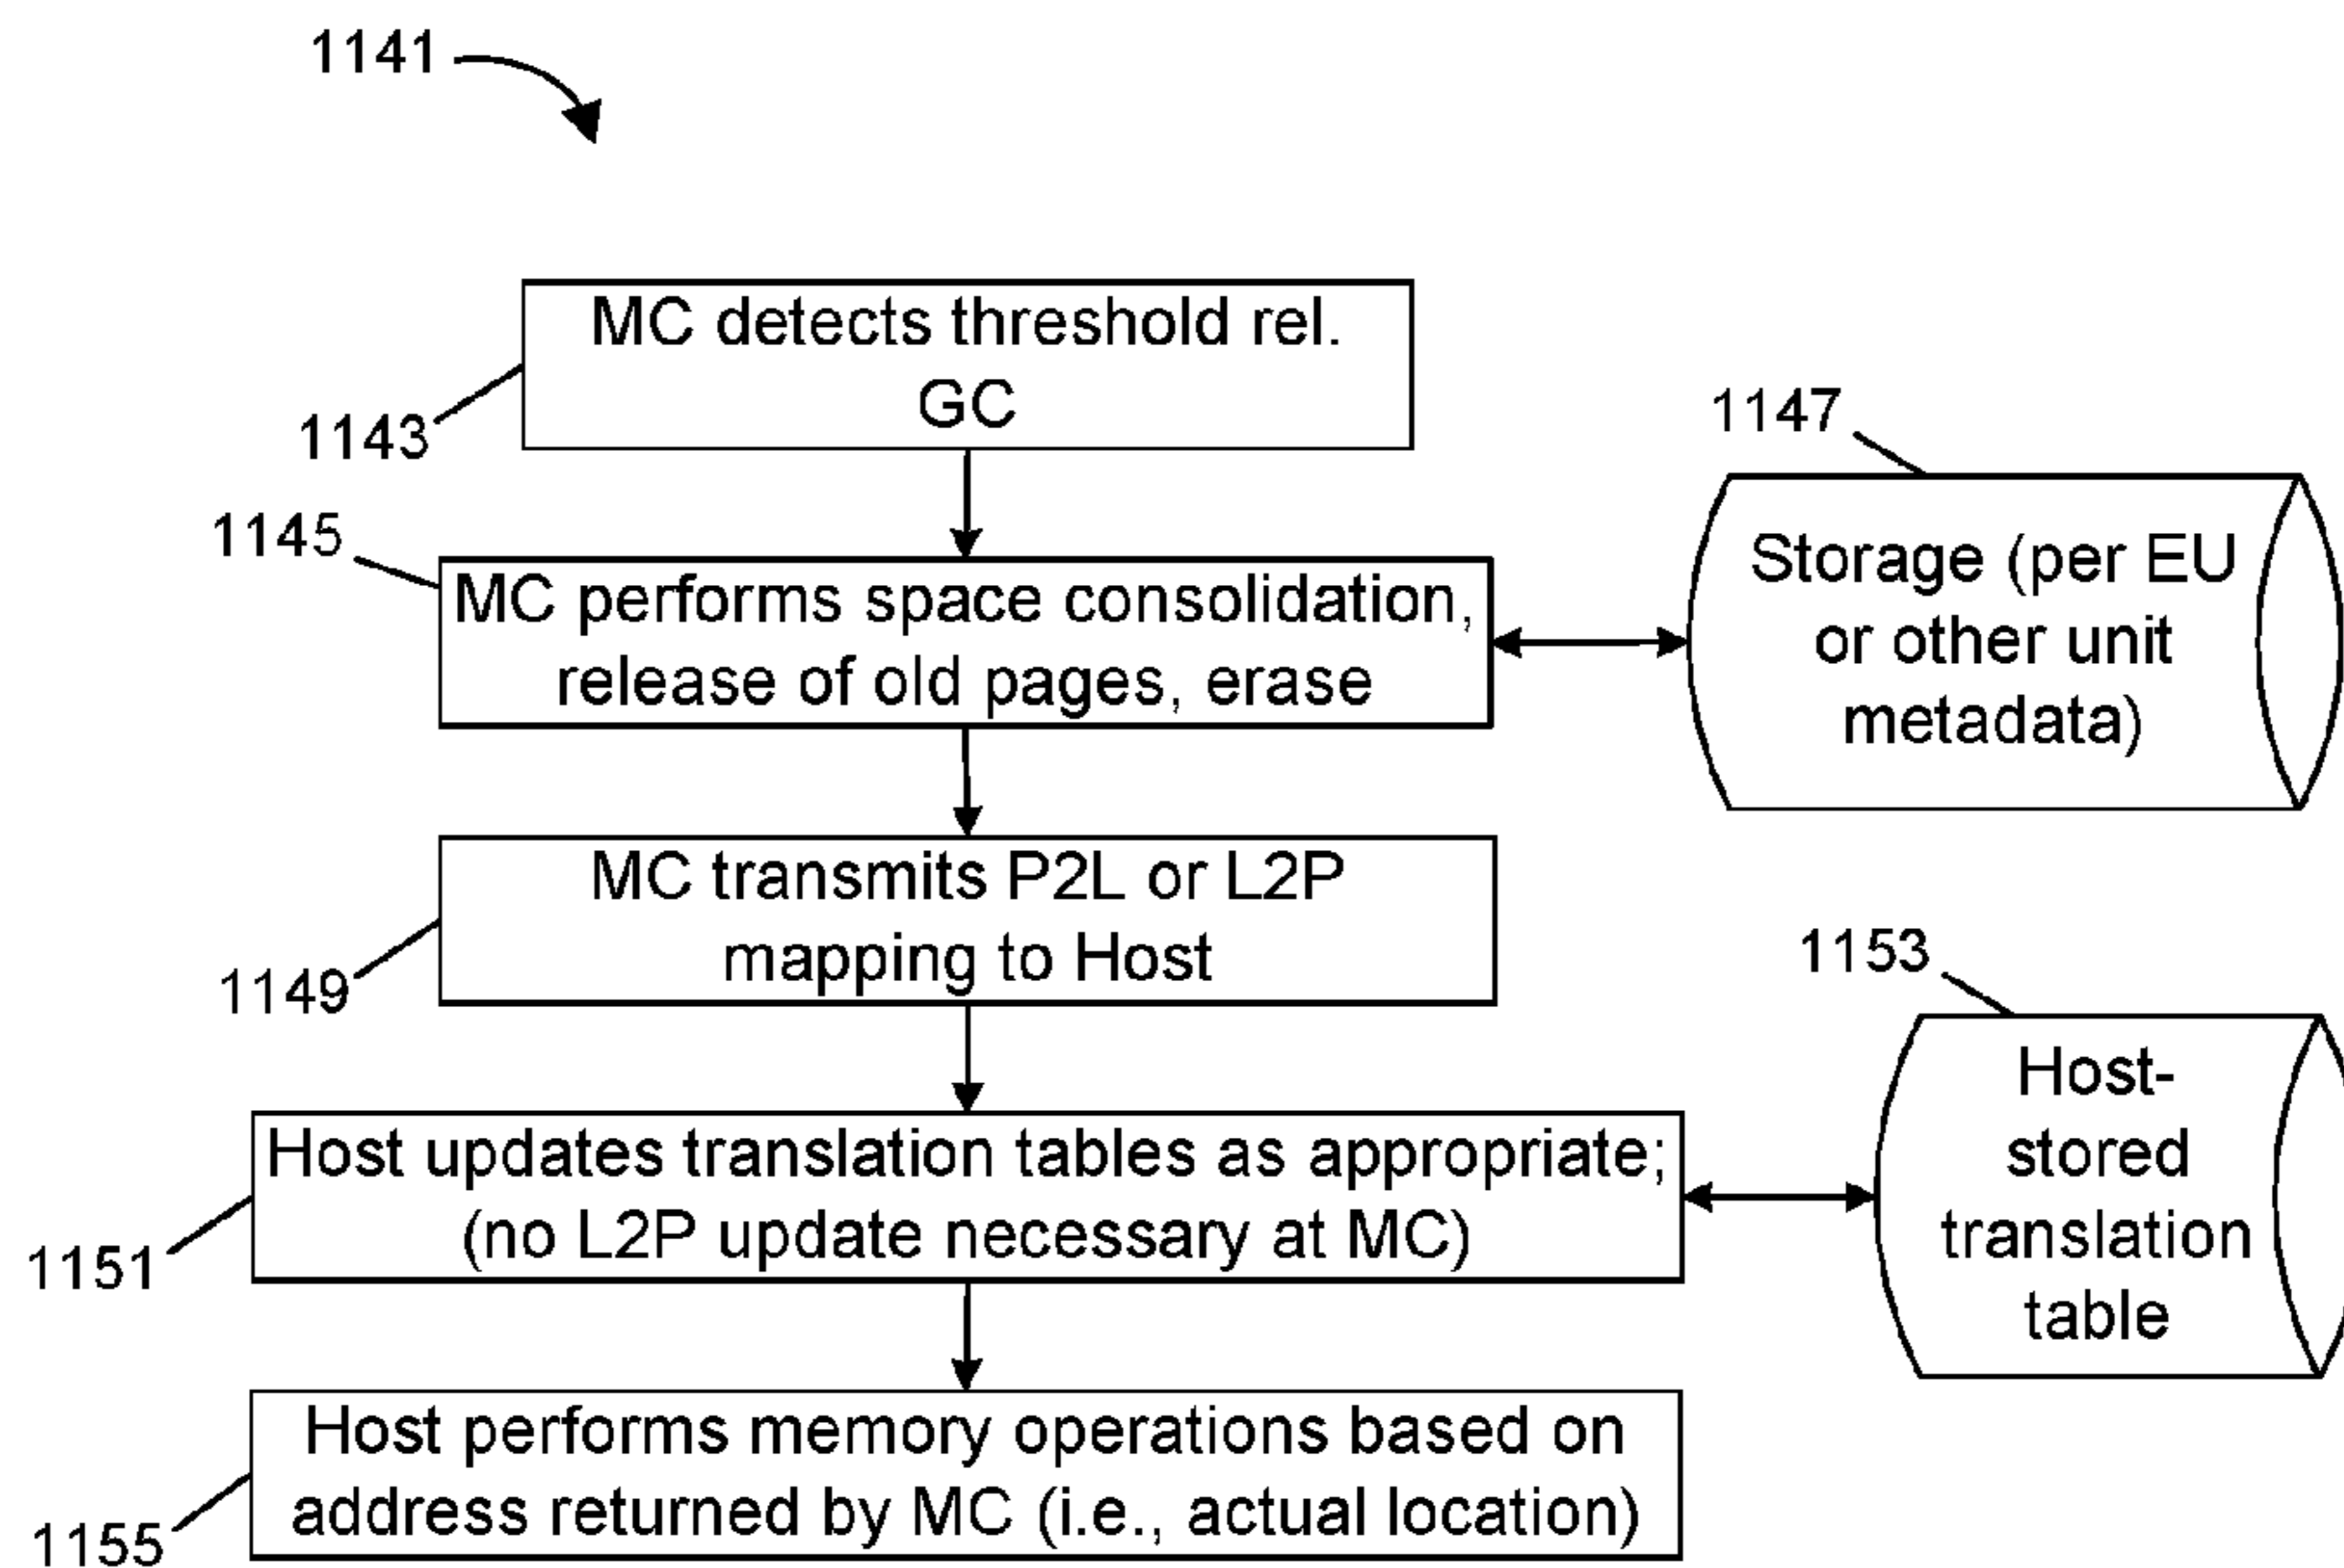 1141
MC detects threshold rel.
GC
1143
1147
1145
MC performs space consolidation,
release of old pages, erase
Storage (per EU
or other unit
metadata)
MC transmits P2L or L2P
mapping to Host
1149
1153
Host updates translation tables as appropriate;
(no L2P update necessary at MC)
1151
Host-
stored
translation
table
Host performs memory operations based on
address returned by MC (i.e., actual location)
1155